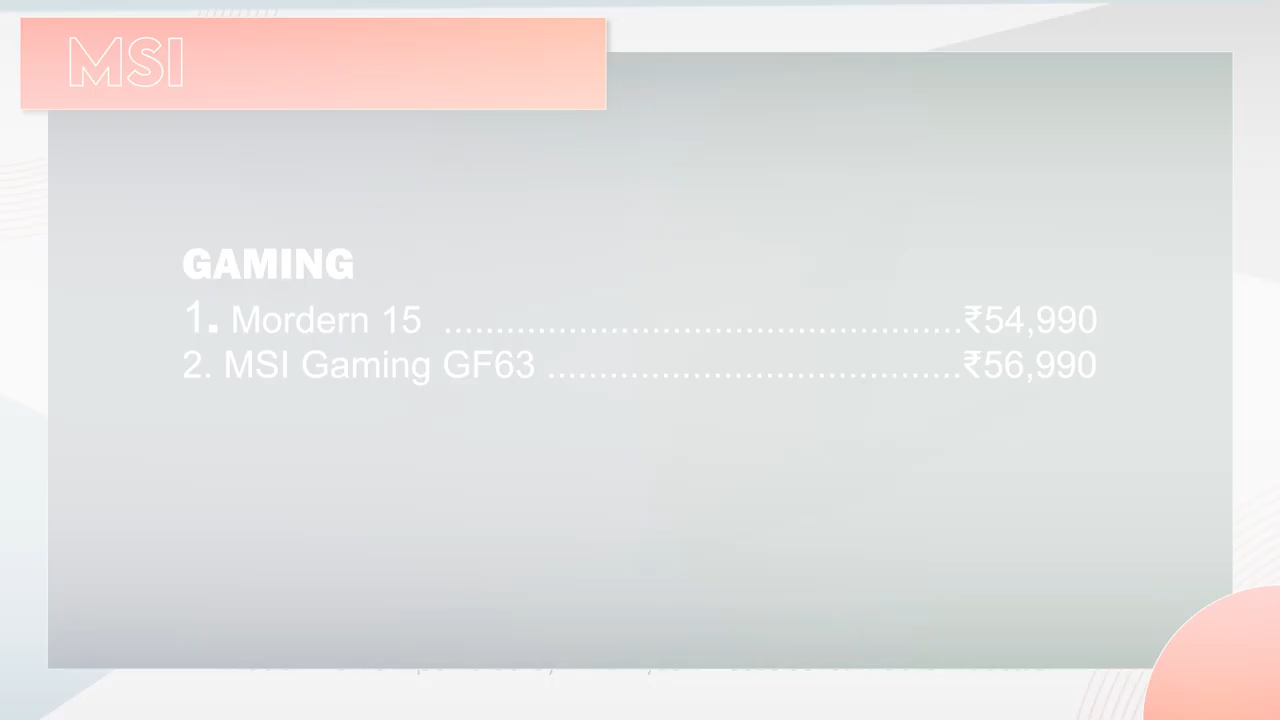 MSI
GAMING
1. Mordern 15 ..................................................₹54,990
2. MSI Gaming GF63 ........................................₹56,990